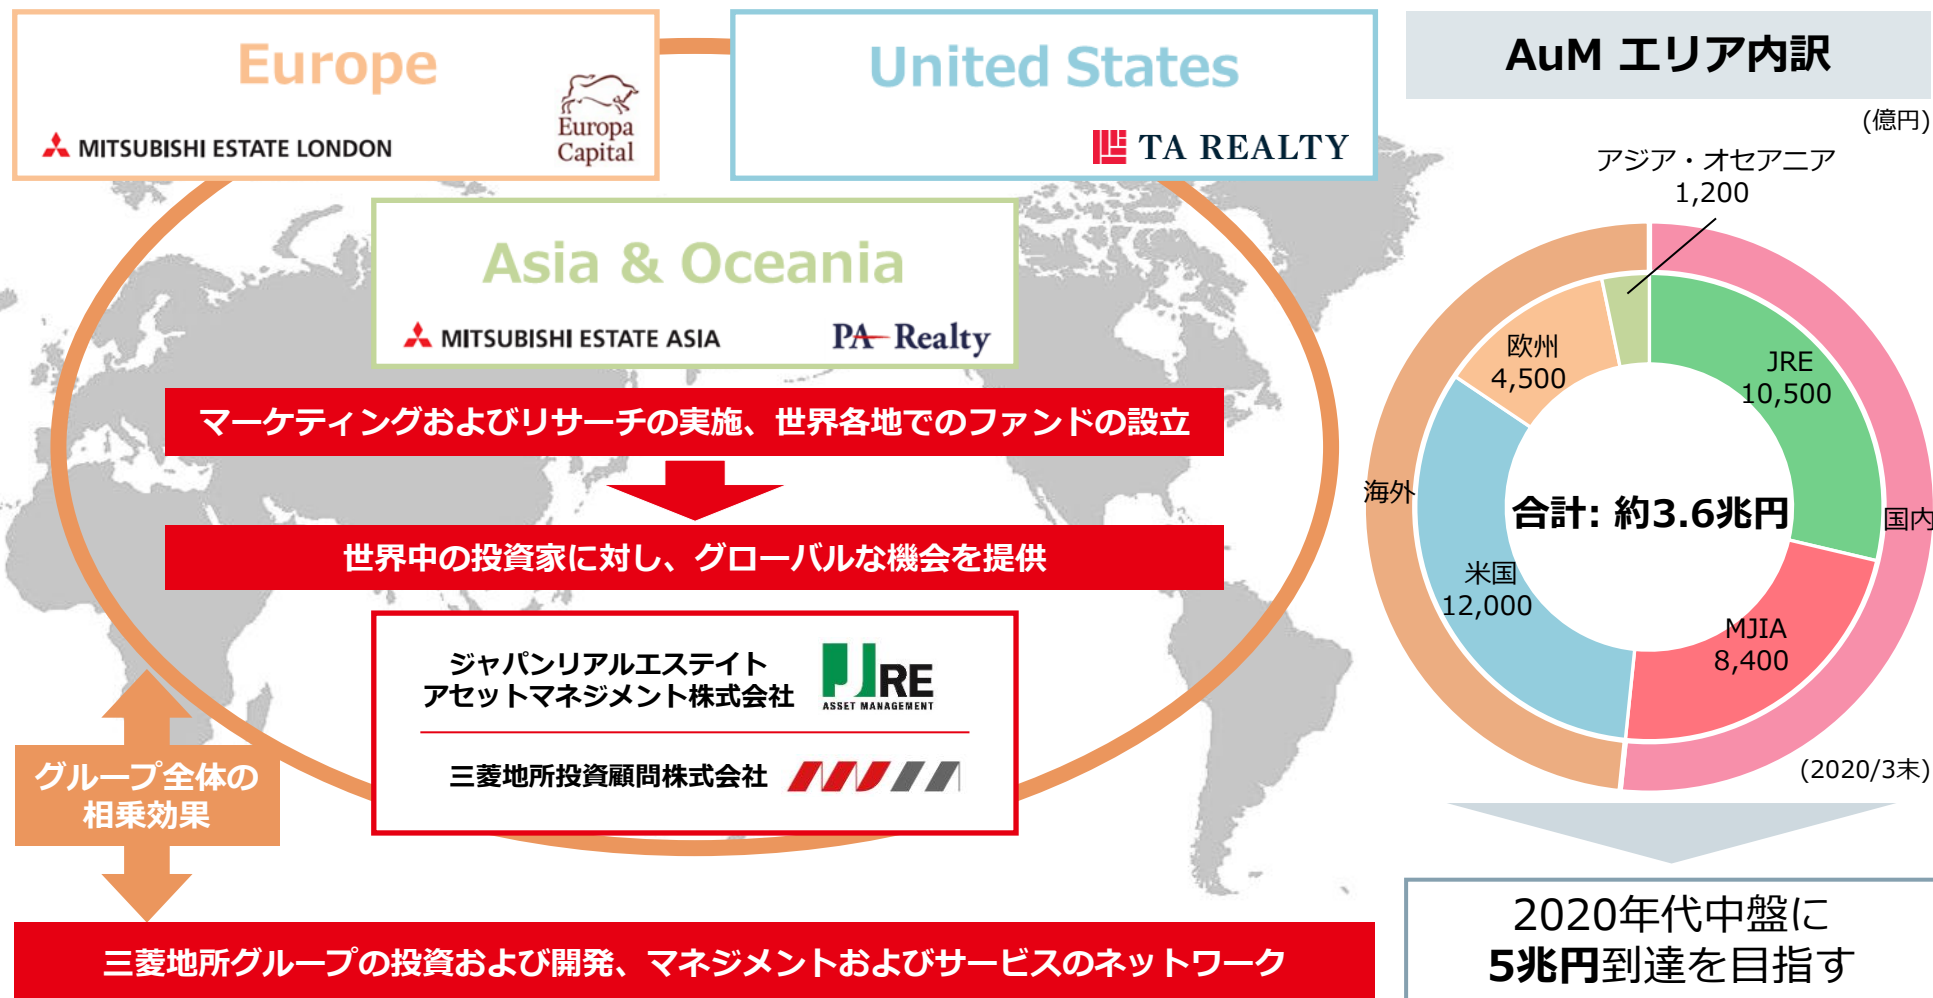 Europe
MITSUBISHI ESTATE LONDON
Europa
Capital
United States
TA REALTY
Asia & Oceania
MITSUBISHI ESTATE ASIA
PA Realty
マーケティングおよびリサーチの実施、世界各地でのファンドの設立
世界中の投資家に対し、グローバルな機会を提供
ジャパンリアルエステイト
アセットマネジメント株式会社
JRE
ASSET MANAGEMENT
三菱地所投資顧問株式会社
グループ全体の
相乗効果
三菱地所グループの投資および開発、マネジメントおよびサービスのネットワーク
AuM エリア内訳
(億円)
アジア・オセアニア
1,200
欧州
4,500
JRE
10,500
海外
合計: 約3.6兆円
国内
米国
12,000
MJIA
8,400
(2020/3末)
2020年代中盤に
5兆円到達を目指す